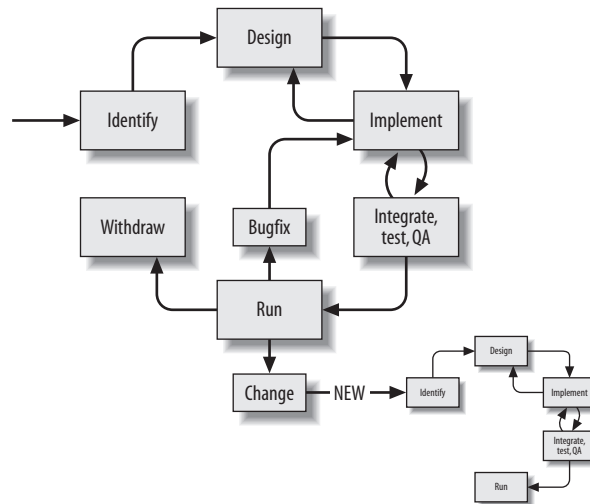 Design
Identify
Implement
Withdraw
Bugfix
Integrate,
test, QA
Run
Change
NEW
Design
Identify
Implement
Integrate,
test, QA
Run